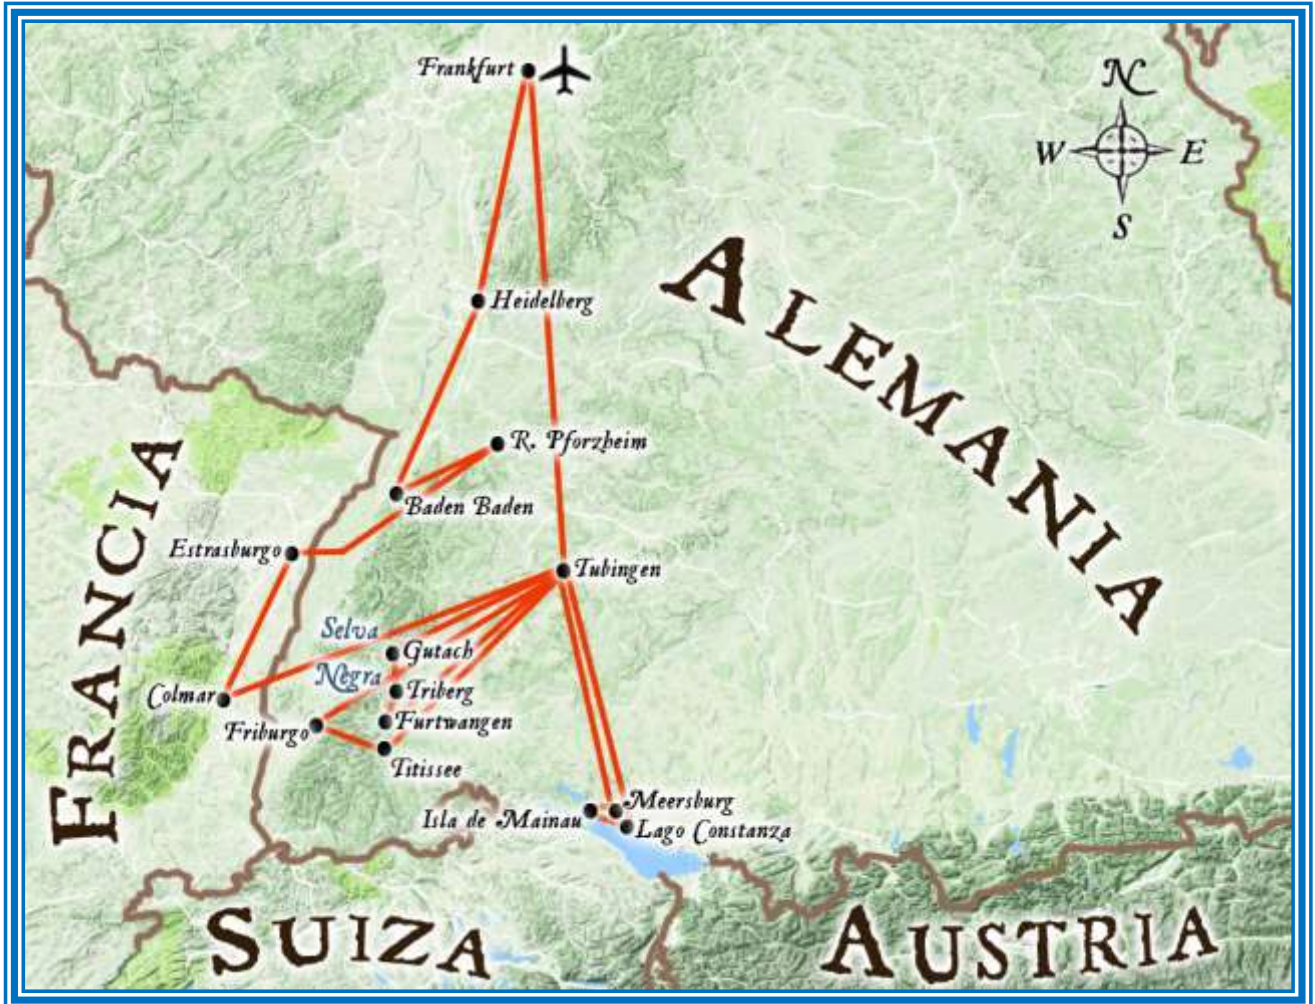 Frankfurt
N
W E
S
Heidelberg
ALEMANIA
R. Pforzheim
Baden Baden
FRANCIA
Estrasburgo
Tubingen
Selva
Gutach
Negra
Triberg
Colmar
Friburgo
Furtwangen
Titissee
Meersburg
Isla de Mainau
Lago Constanza
SUIZA
AUSTRIA